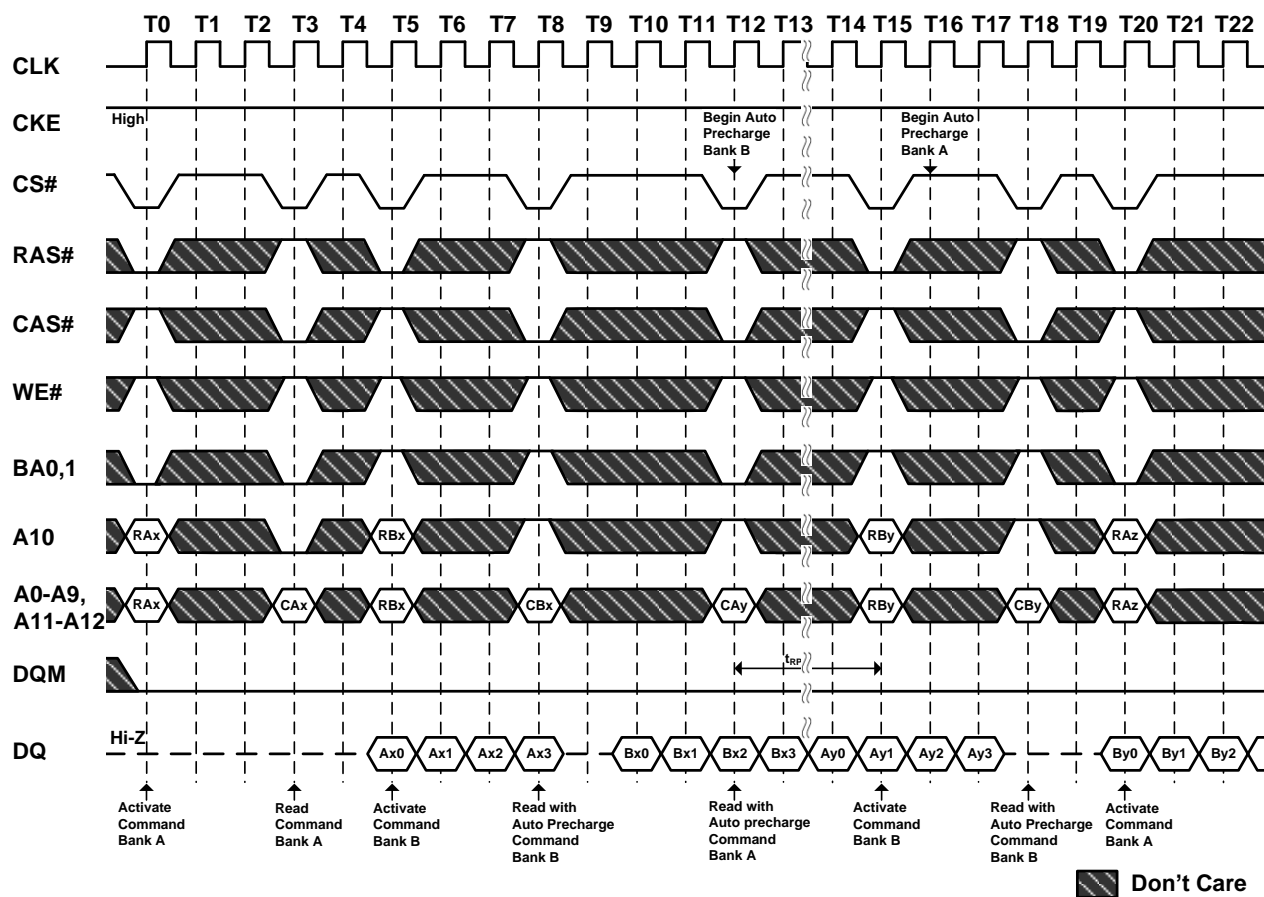 T0 T1 T2 T3 T4 T5 T6 T7 T8 T9 T10 T11 T12 T13 T14 T15 T16 T17 T18 T19 T20 T21 T22
CLK
CKE
High
Begin Auto
Precharge
Bank B
Begin Auto
Precharge
Bank A
CS#
RAS#
CAS#
WE#
BA0,1
A10
RAx RBx RBy RAz
A0-A9,
A11-A12
RAx CAx RBx CBx CAy RBy CBy RAz
DQM
tRP
DQ
Hi-Z
Ax0 Ax1 Ax2 Ax3 Bx0 Bx1 Bx2 Bx3 Ay0 Ay1 Ay2 Ay3 By0 By1 By2
Activate
Command
Bank A
Read
Command
Bank A
Activate
Command
Bank B
Read with
Auto Precharge
Command
Bank B
Read with
Auto precharge
Command
Bank A
Activate
Command
Bank B
Read with
Auto Precharge
Command
Bank B
Activate
Command
Bank A
Don't Care